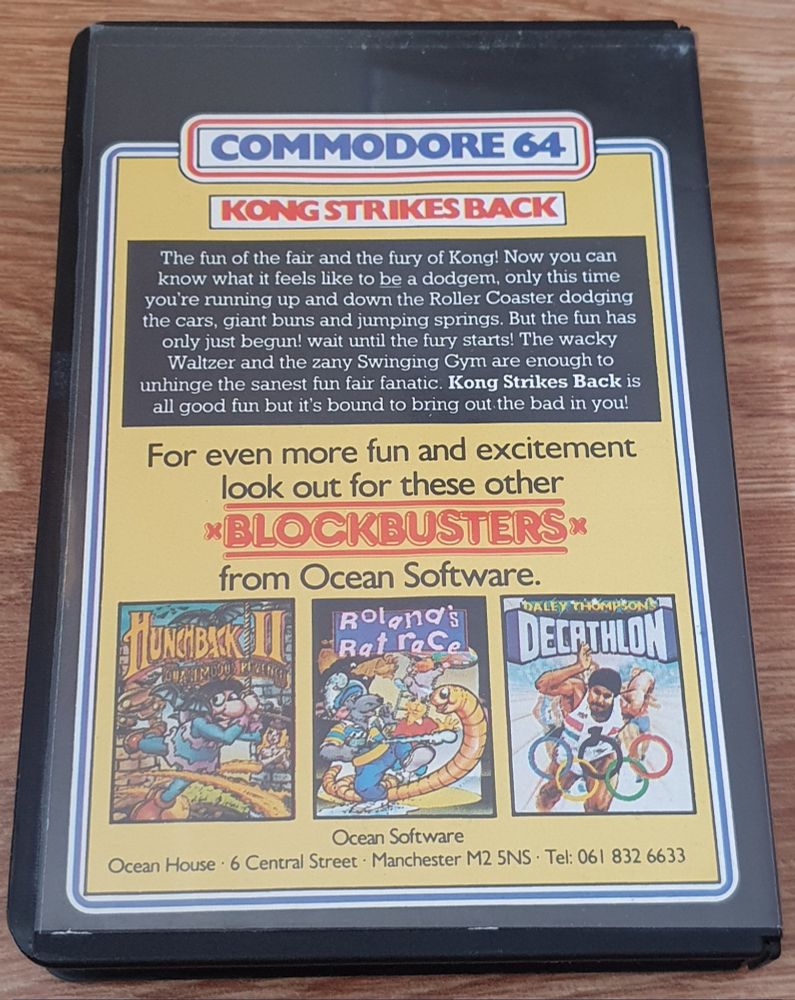 COMMODORE 64
KONG STRIKES BACK
The fun of the fair and the fury of Kong! Now you can
know what it feels like to be a dodgem, only this time
you're running up and down the Roller Coaster dodging
the cars, giant buns and jumping springs. But the fun has
only just begun! wait until the fury starts! The wacky
Waltzer and the zany Swinging Gym are enough to
unhinge the sanest fun fair fanatic. Kong Strikes Back is
all good fun but it's bound to bring out the bad in you!
For even more fun and excitement
look out for these other
*BLOCKBUSTERS*
from Ocean Software.
HUNCHBACK II
QUASIMODO'S REVENGE
Roland's
Rat race
DALEY THOMPSON'S
DECATHLON
Ocean Software
Ocean House · 6 Central Street · Manchester M2 5NS · Tel: 061 832 6633